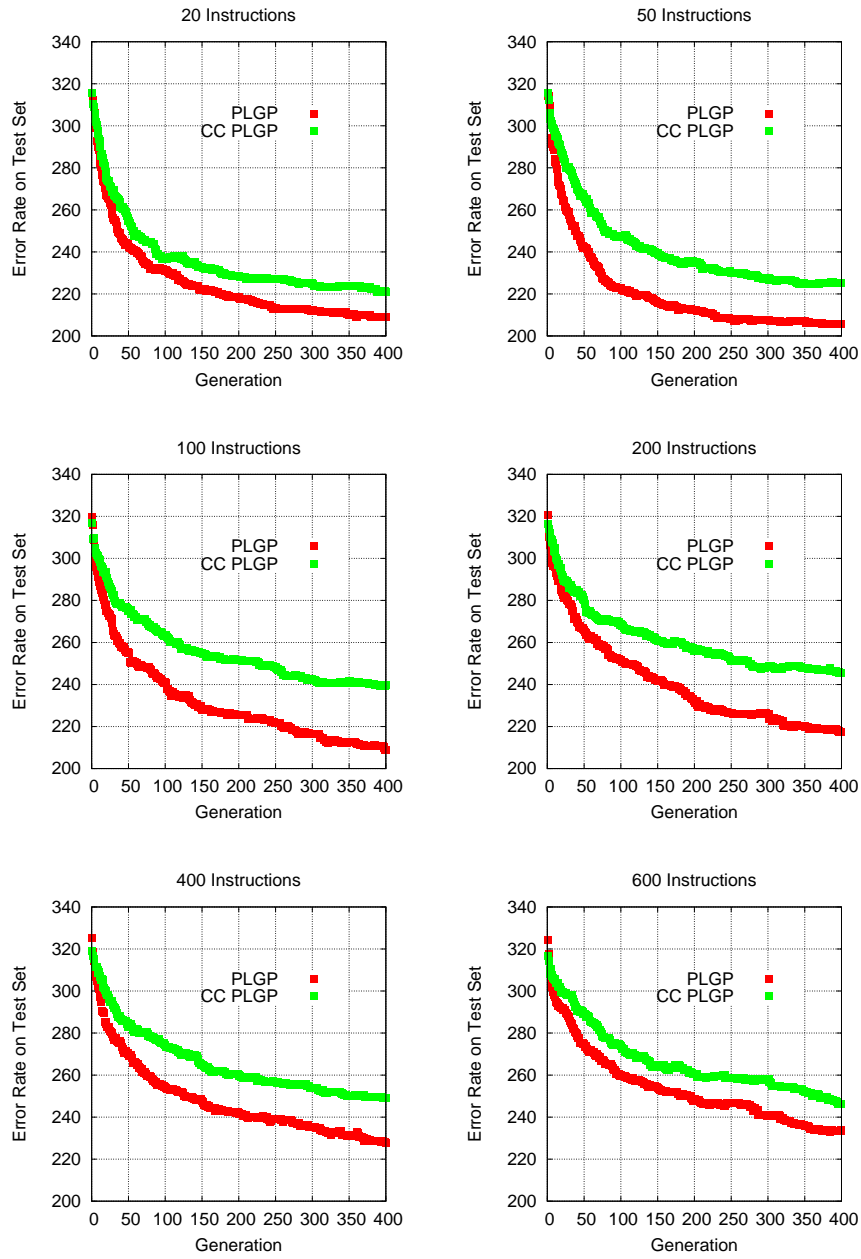 20 Instructions
340
320
300
280
260
240
220
200
Error Rate on Test Set
PLGP
CC PLGP
0 50 100 150 200 250 300 350 400
Generation
50 Instructions
340
320
300
280
260
240
220
200
Error Rate on Test Set
PLGP
CC PLGP
0 50 100 150 200 250 300 350 400
Generation
100 Instructions
340
320
300
280
260
240
220
200
Error Rate on Test Set
PLGP
CC PLGP
0 50 100 150 200 250 300 350 400
Generation
200 Instructions
340
320
300
280
260
240
220
200
Error Rate on Test Set
PLGP
CC PLGP
0 50 100 150 200 250 300 350 400
Generation
400 Instructions
340
320
300
280
260
240
220
200
Error Rate on Test Set
PLGP
CC PLGP
0 50 100 150 200 250 300 350 400
Generation
600 Instructions
340
320
300
280
260
240
220
200
Error Rate on Test Set
PLGP
CC PLGP
0 50 100 150 200 250 300 350 400
Generation